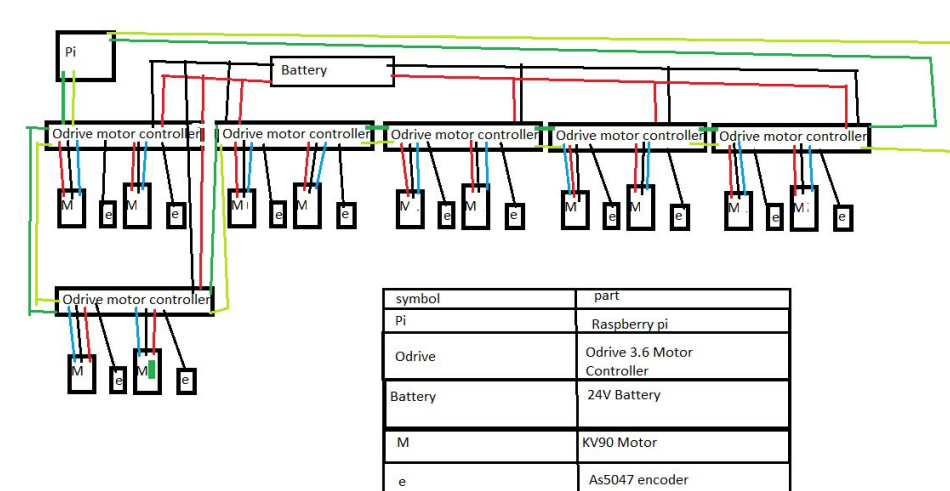 Pi
Battery
Odrive motor controller
Odrive motor controller
Odrive motor controller
Odrive motor controller
Odrive motor controller
M
e
M
e
M
e
M
e
M
e
M
e
M
e
M
e
M
e
M
e
Odrive motor controller
M
e
M
e
symbol part
Pi Raspberry pi
Odrive Odrive 3.6 Motor
Controller
Battery 24V Battery
M KV90 Motor
e As5047 encoder